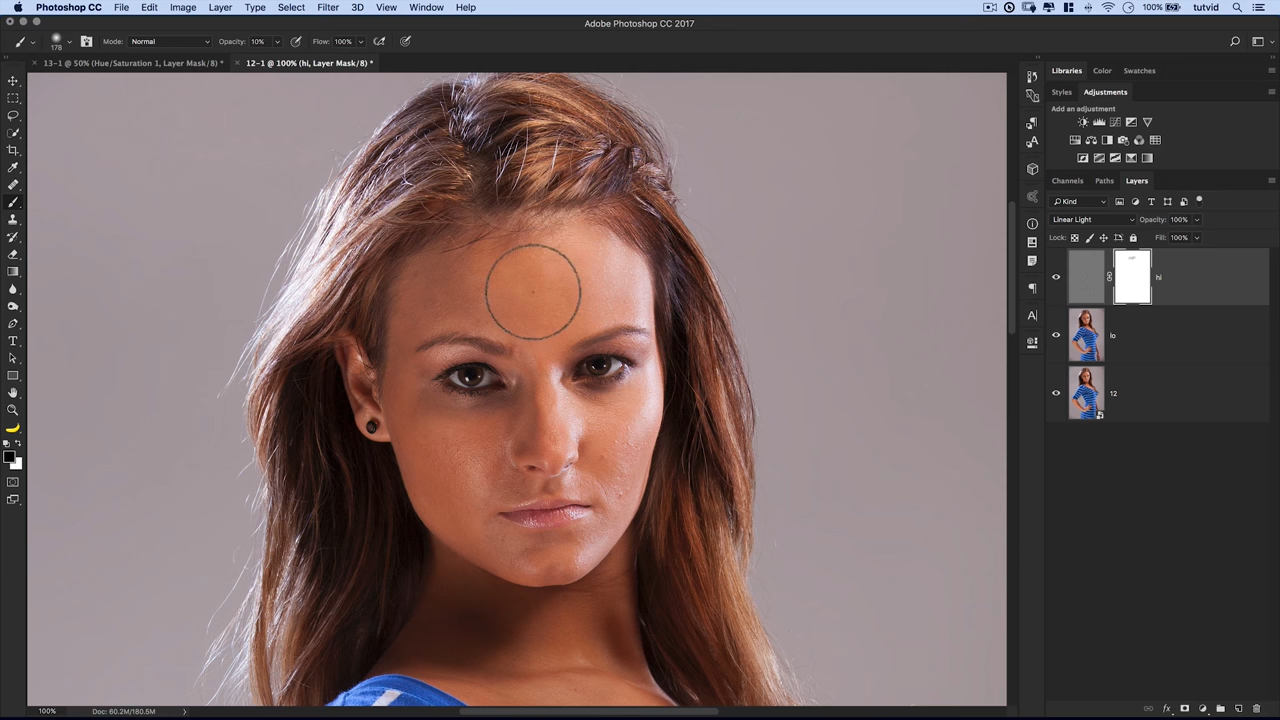 Photoshop CC File Edit Image Layer Type Select Filter 3D View Window Help 100% tutvid
Adobe Photoshop CC 2017
178 Mode: Normal Opacity: 10% Flow: 100%
13-1 @ 50% (Hue/Saturation 1, Layer Mask/8) * 12-1 @ 100% (hi, Layer Mask/8) *
Libraries Color Swatches
Styles Adjustments
Add an adjustment
Channels Paths Layers
Kind
Linear Light Opacity: 100%
Lock: Fill: 100%
hi
lo
12
100% Doc: 60.2M/180.5M